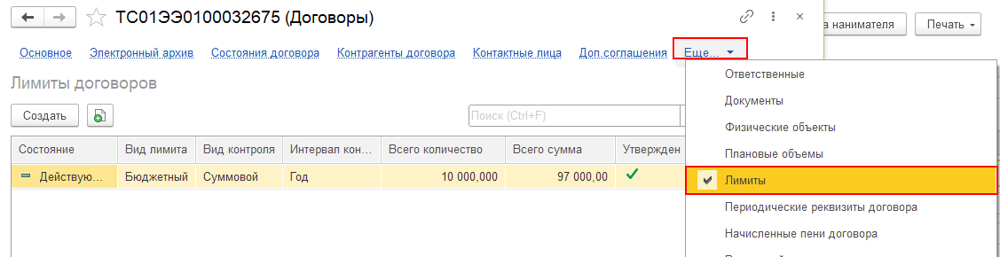 ТС01ЭЭ0100032675 (Договоры)
а нанимателя
Печать
Основное Электронный архив Состояния договора Контрагенты договора Контактные лица Доп.соглашения Еще...
Лимиты договоров
Ответственные
Документы
Создать
Поиск (Ctrl+F)
Физические объекты
Состояние Вид лимита Вид контроля Интервал кон... Всего количество Всего сумма Утвержден
Плановые объемы
Действую... Бюджетный Суммовой Год 10 000,000 97 000,00
Лимиты
Периодические реквизиты договора
Начисленные пени договора